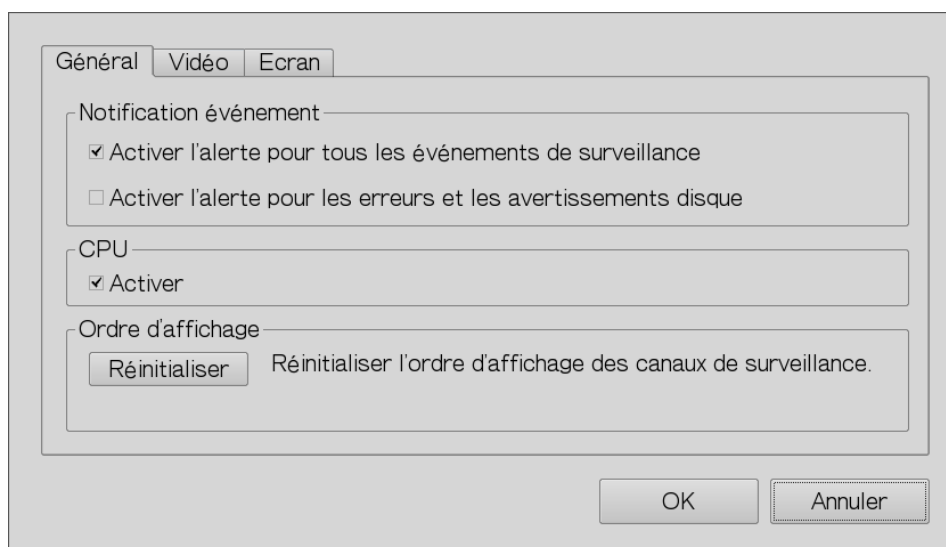 Général Vidéo Ecran
Notification événement
Activer l'alerte pour tous les événements de surveillance
Activer l'alerte pour les erreurs et les avertissements disque
CPU
Activer
Ordre d'affichage
Réinitialiser Réinitialiser l'ordre d'affichage des canaux de surveillance.
OK Annuler